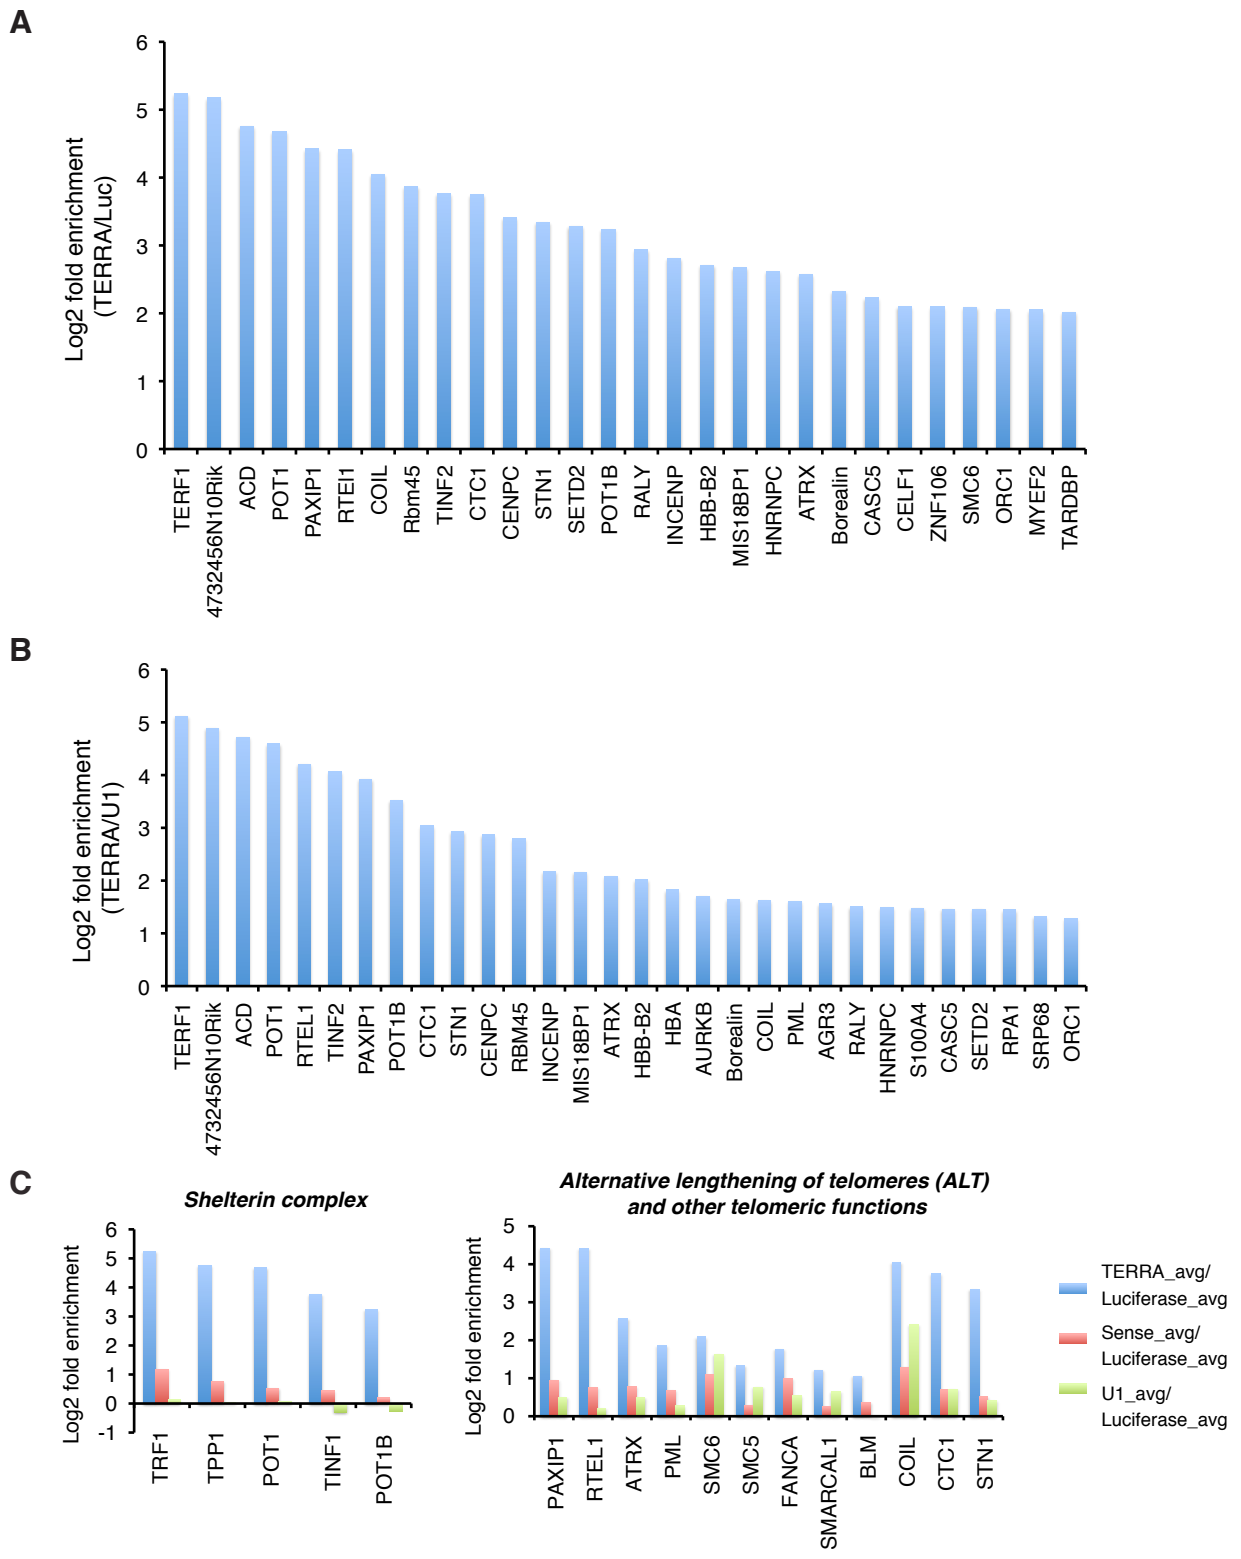 A
6
5
4
3
2
1
0
Log2 fold enrichment
(TERRA/Luc)
TERF1
4732456N10Rik
ACD
POT1
PAXIP1
RTEl1
COIL
Rbm45
TINF2
CTC1
CENPC
STN1
SETD2
POT1B
RALY
INCENP
HBB-B2
MIS18BP1
HNRNPC
ATRX
Borealin
CASC5
CELF1
ZNF106
SMC6
ORC1
MYEF2
TARDBP
B
6
5
4
3
2
1
0
Log2 fold enrichment
(TERRA/U1)
TERF1
4732456N10Rik
ACD
POT1
RTEL1
TINF2
PAXIP1
POT1B
CTC1
STN1
CENPC
RBM45
INCENP
MIS18BP1
ATRX
HBB-B2
HBA
AURKB
Borealin
COIL
PML
AGR3
RALY
HNRNPC
S100A4
CASC5
SETD2
RPA1
SRP68
ORC1
C
Shelterin complex
6
5
4
3
2
1
0
-1
Log2 fold enrichment
TRF1
TPP1
POT1
TINF1
POT1B
Alternative lengthening of telomeres (ALT)
and other telomeric functions
5
4
3
2
1
0
Log2 fold enrichment
PAXIP1
RTEL1
ATRX
PML
SMC6
SMC5
FANCA
SMARCAL1
BLM
COIL
CTC1
STN1
TERRA_avg/
Luciferase_avg
Sense_avg/
Luciferase_avg
U1_avg/
Luciferase_avg